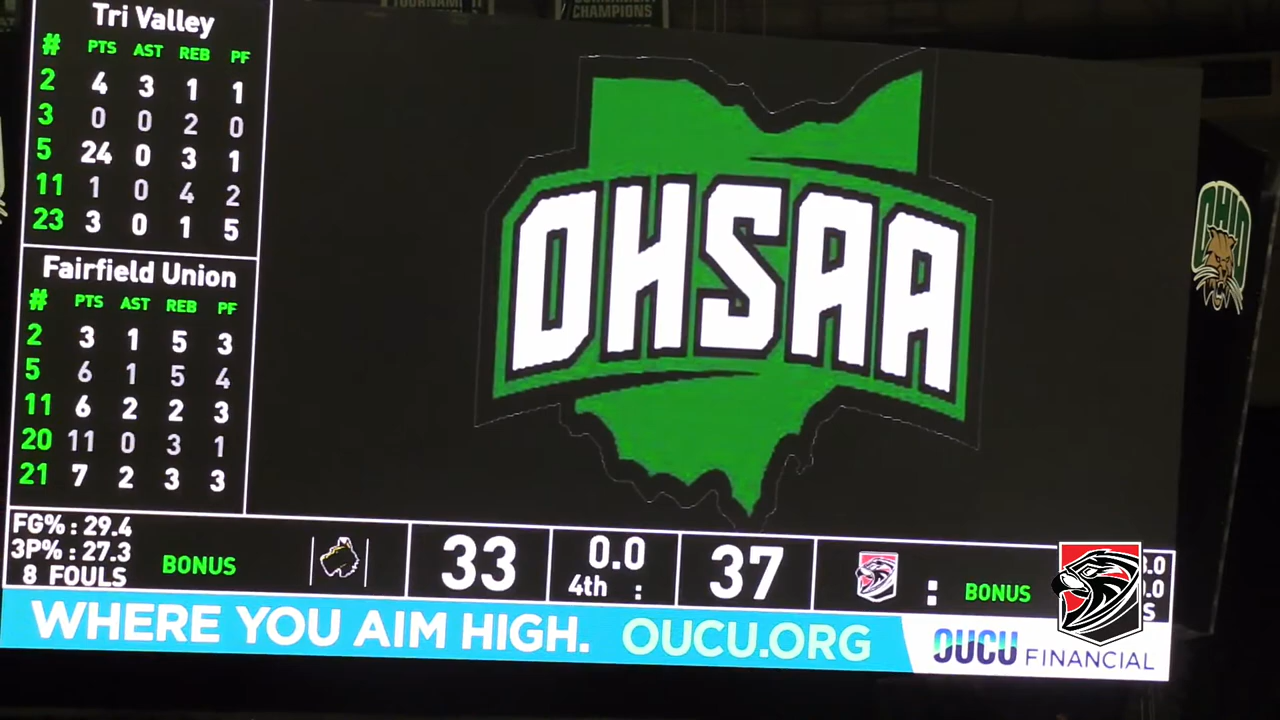 TOURNAMENT
CHAMPIONS
Tri Valley
# PTS AST REB PF
2 4 3 1 1
3 0 0 2 0
5 24 0 3 1
11 1 0 4 2
23 3 0 1 5
Fairfield Union
# PTS AST REB PF
2 3 1 5 3
5 6 1 5 4
11 6 2 2 3
20 11 0 3 1
21 7 2 3 3
OHSAA
OHIO
FG% : 29.4
3P% : 27.3
8 FOULS
BONUS
33
0.0
4th :
37
: BONUS
WHERE YOU AIM HIGH. OUCU.ORG
OUCU FINANCIAL